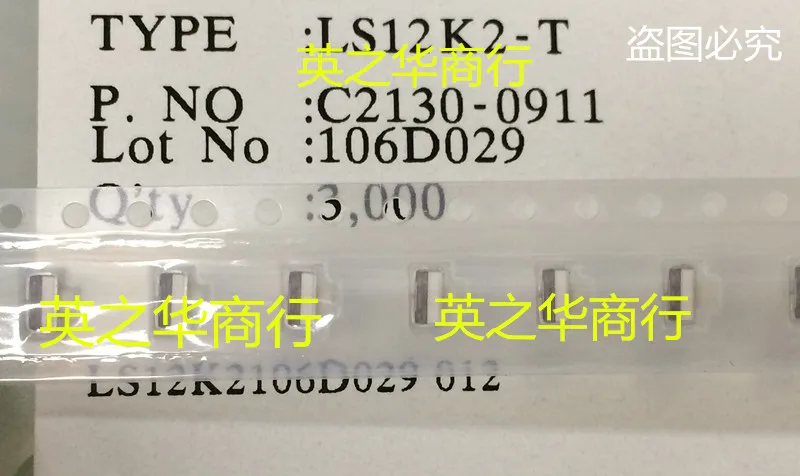 TYPE :LS12K2-T
盗图必究
英之华商行
P. NO :C2130-0911
Lot No :106D029
Q'ty :3,000
英之华商行
英之华商行
LS12K2106D029 012